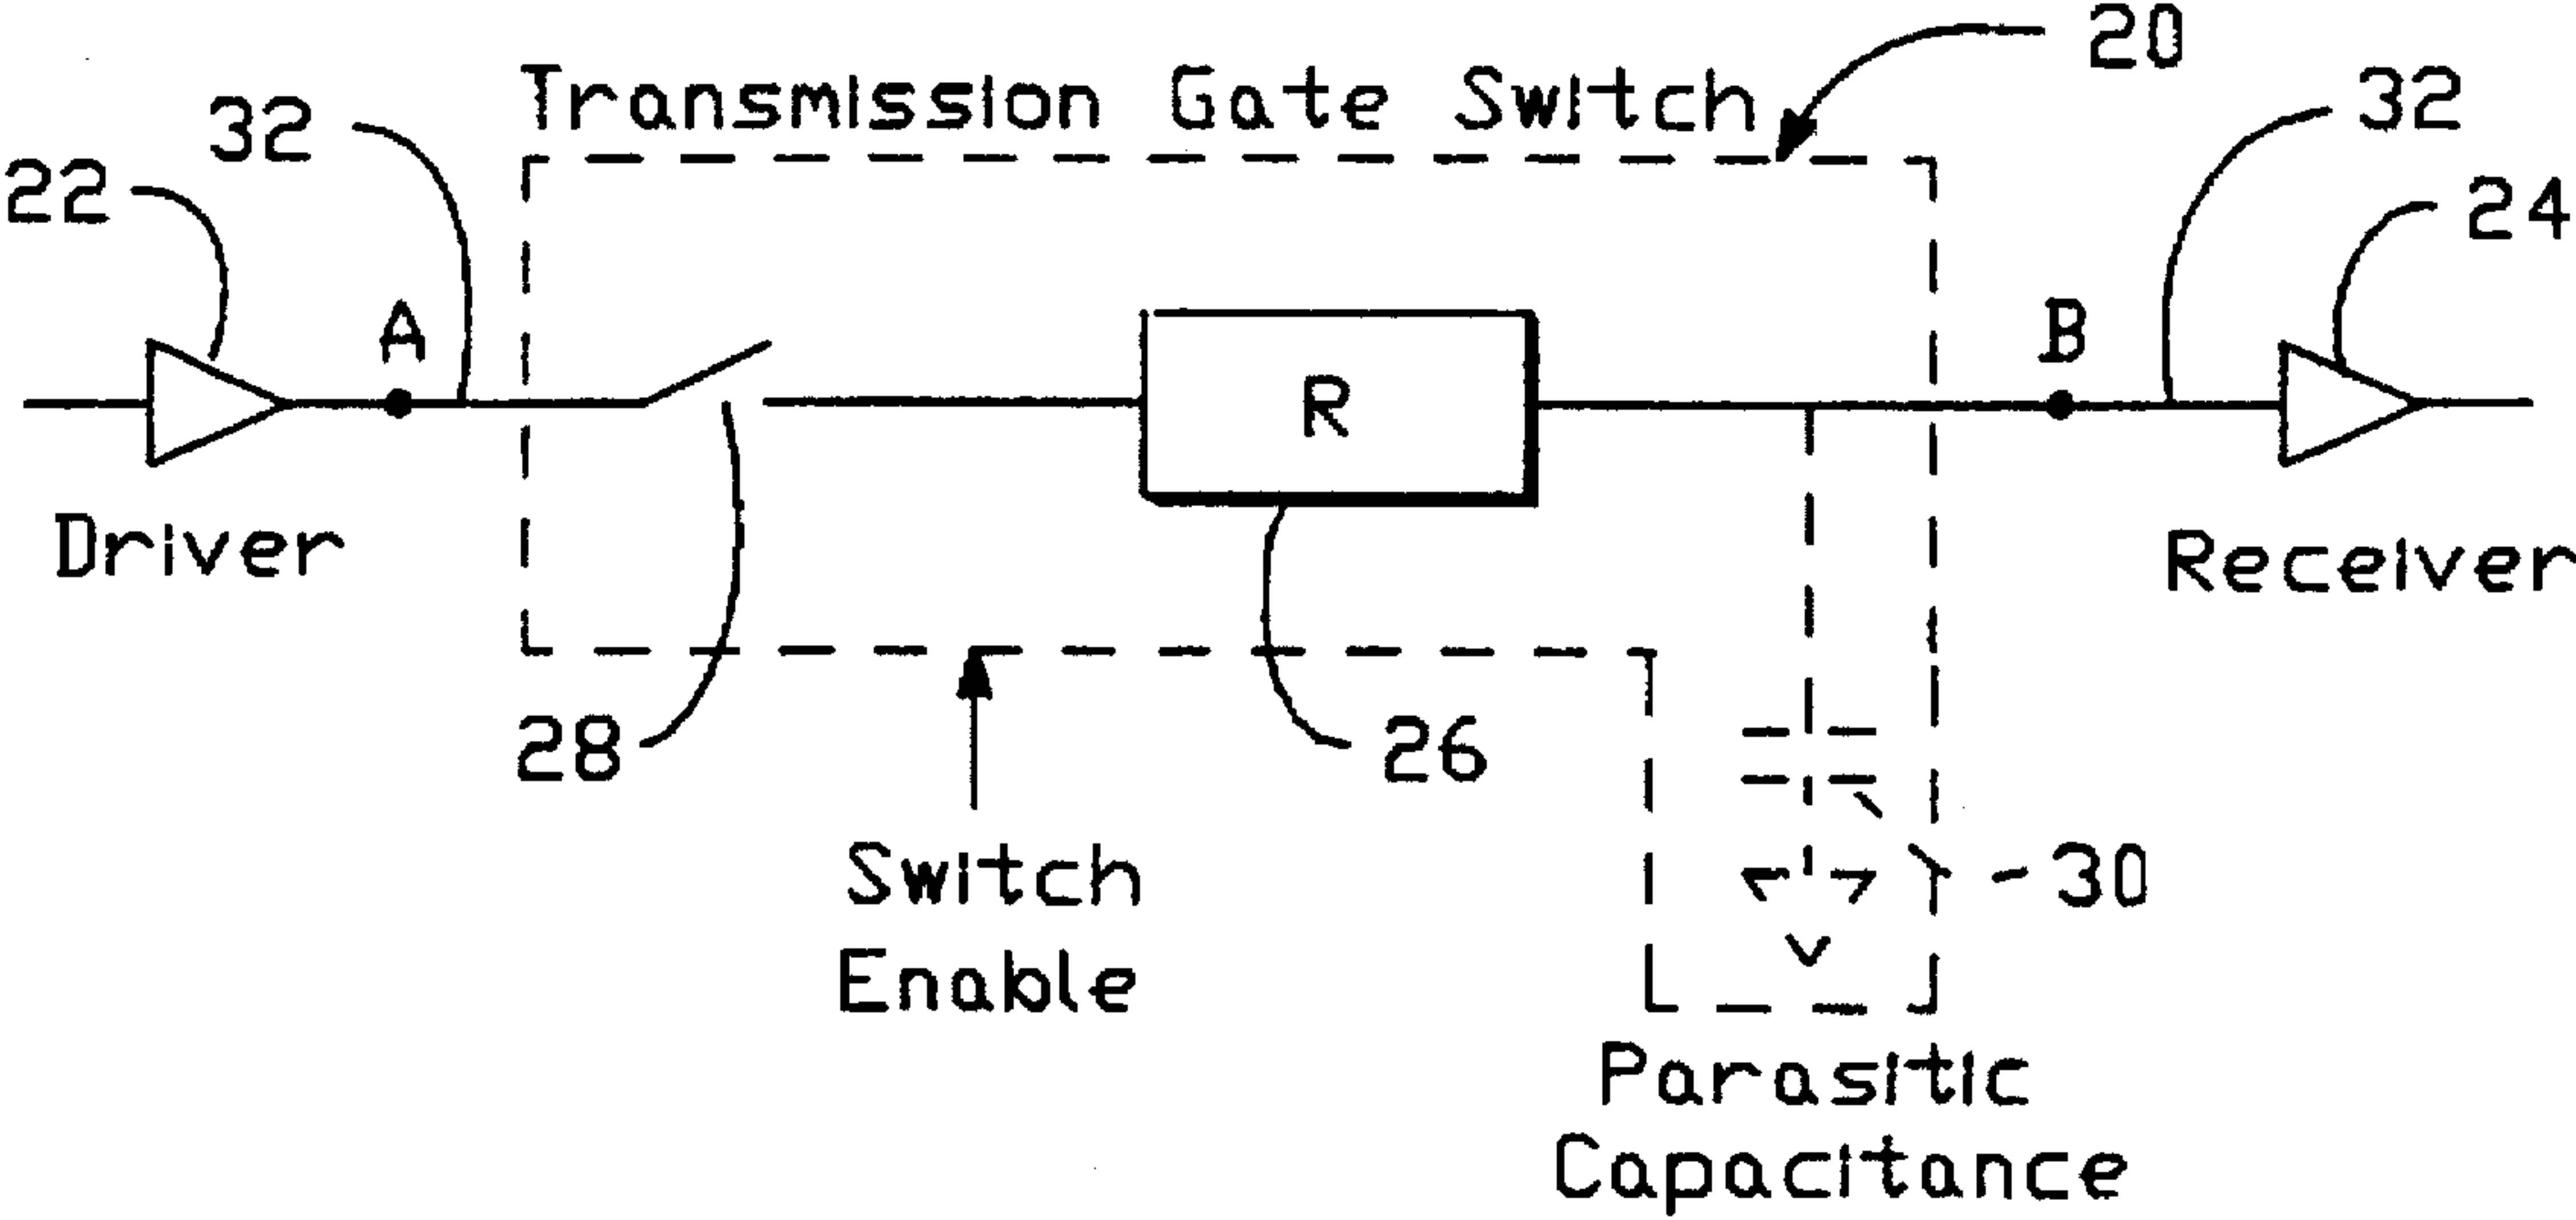 20
Transmission Gate Switch
32
32
22
24
A
B
R
Driver
Receiver
28
26
Switch
Enable
30
Parasitic
Capacitance